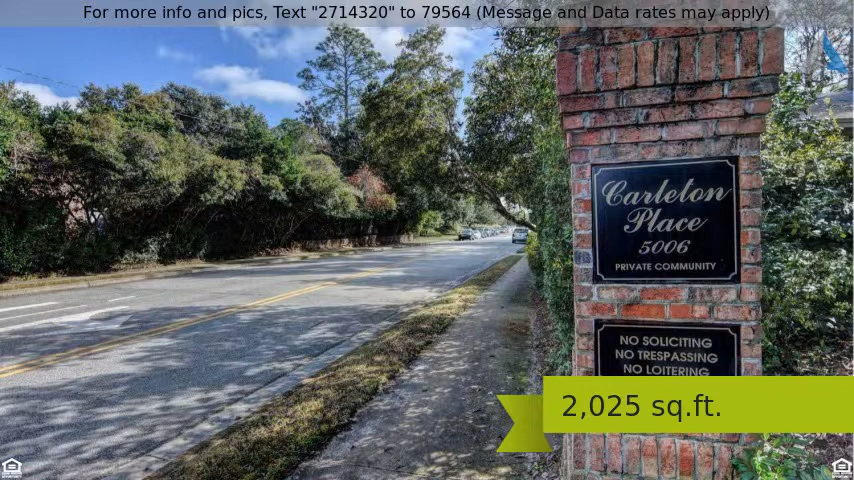 For more info and pics, Text "2714320" to 79564 (Message and Data rates may apply)
Carleton
Place
5006
PRIVATE COMMUNITY
NO SOLICITING
NO TRESPASSING
NO LOITERING
2,025 sq.ft.